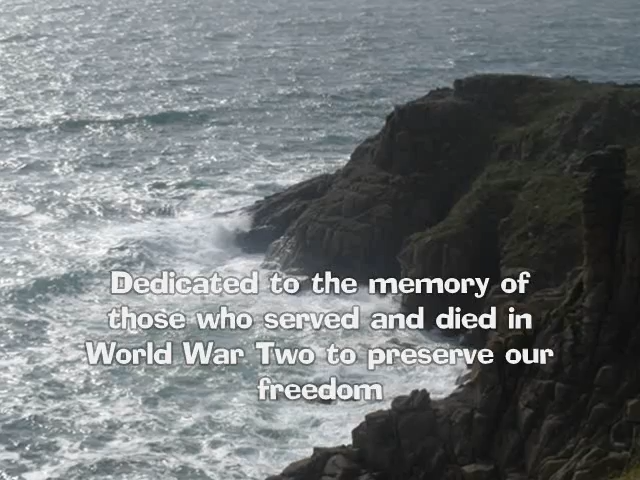 Dedicated to the memory of
those who served and died in
World War Two to preserve our
freedom